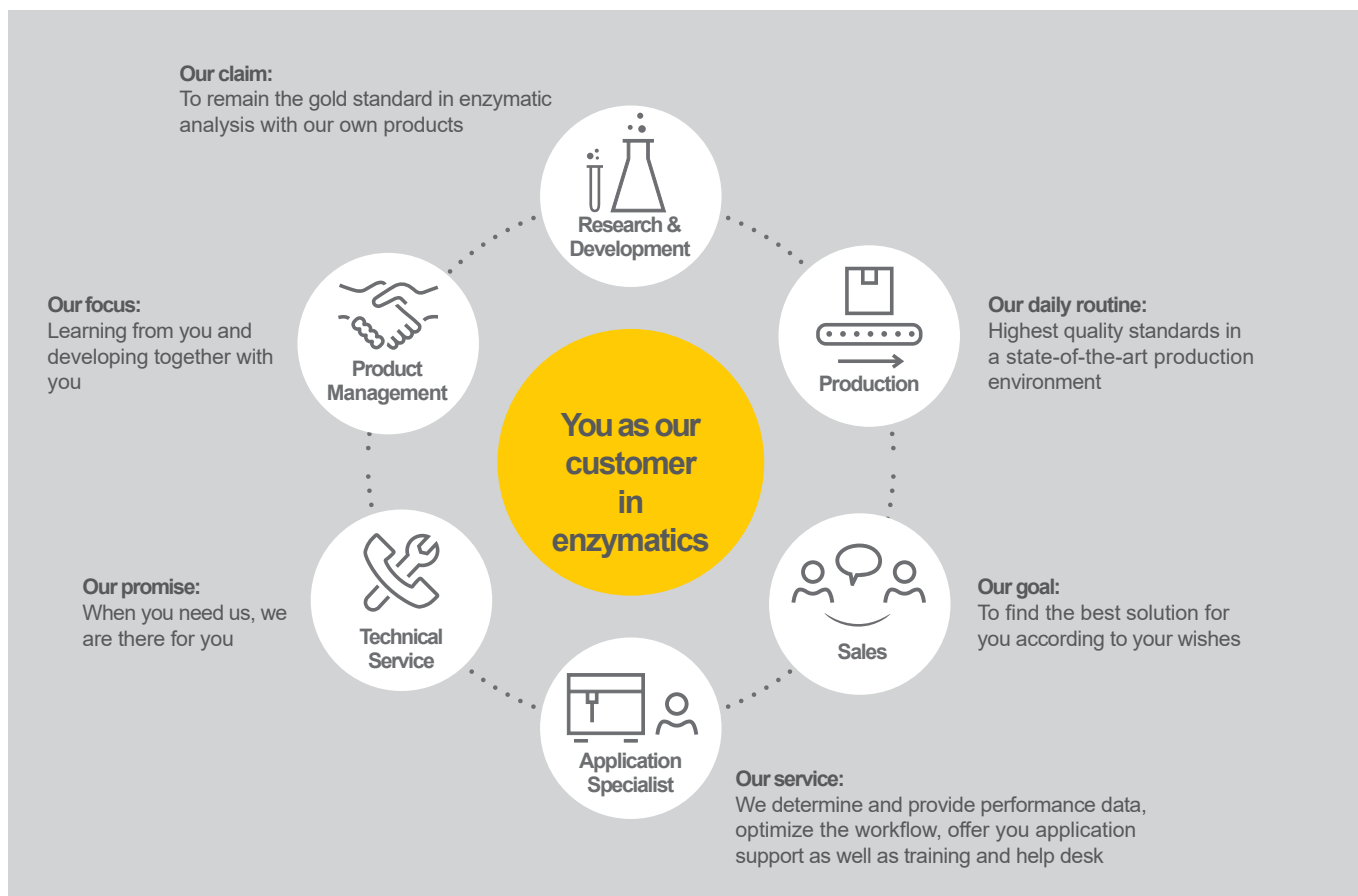 Our claim:
To remain the gold standard in enzymatic
analysis with our own products
Research &
Development
Our focus:
Learning from you and
developing together with
you
Product
Management
Production
Our daily routine:
Highest quality standards in
a state-of-the-art production
environment
You as our
customer
in
enzymatics
Our promise:
When you need us, we
are there for you
Technical
Service
Sales
Our goal:
To find the best solution for
you according to your wishes
Application
Specialist
Our service:
We determine and provide performance data,
optimize the workflow, offer you application
support as well as training and help desk